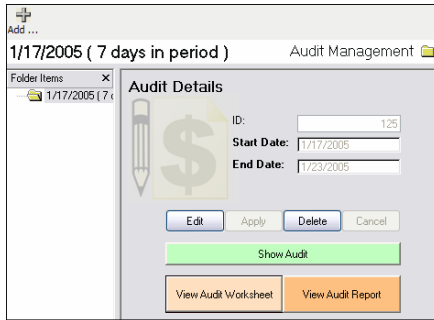 Add ...
1/17/2005 ( 7 days in period )
Audit Management
Folder Items x
1/17/2005 ( 7
Audit Details
ID: 125
Start Date: 1/17/2005
End Date: 1/23/2005
Edit Apply Delete Cancel
Show Audit
View Audit Worksheet View Audit Report